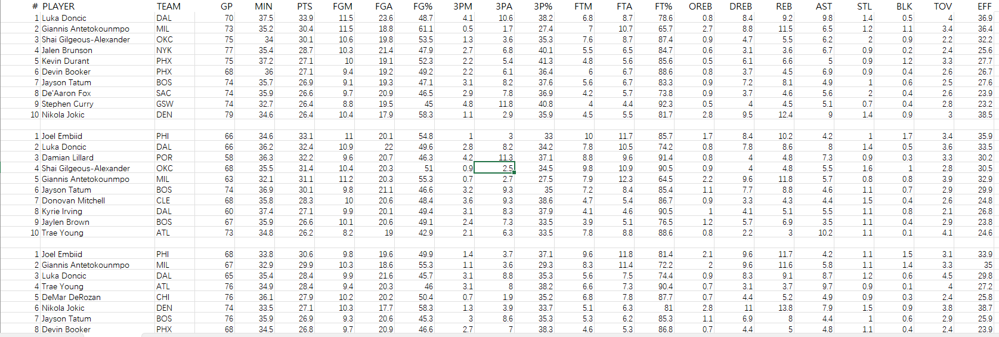 # PLAYER TEAM GP MIN PTS FGM FGA FG% 3PM 3PA 3P% FTM FTA FT% OREB DREB REB AST STL BLK TOV EFF
1 Luka Doncic DAL 70 37.5 33.9 11.5 23.6 48.7 4.1 10.6 38.2 6.8 8.7 78.6 0.8 8.4 9.2 9.8 1.4 0.5 4 36.9
2 Giannis Antetokounmpo MIL 73 35.2 30.4 11.5 18.8 61.1 0.5 1.7 27.4 7 10.7 65.7 2.7 8.8 11.5 6.5 1.2 1.1 3.4 36.4
3 Shai Gilgeous-Alexander OKC 75 34 30.1 10.6 19.8 53.5 1.3 3.6 35.3 7.6 8.7 87.4 0.9 4.7 5.5 6.2 2 0.9 2.2 32.2
4 Jalen Brunson NYK 77 35.4 28.7 10.3 21.4 47.9 2.7 6.8 40.1 5.5 6.5 84.7 0.6 3.1 3.6 6.7 0.9 0.2 2.4 25.6
5 Kevin Durant PHX 75 37.2 27.1 10 19.1 52.3 2.2 5.4 41.3 4.8 5.6 85.6 0.5 6.1 6.6 5 0.9 1.2 3.3 27.7
6 Devin Booker PHX 68 36 27.1 9.4 19.2 49.2 2.2 6.1 36.4 6 6.7 88.6 0.8 3.7 4.5 6.9 0.9 0.4 2.6 26.7
7 Jayson Tatum BOS 74 35.7 26.9 9.1 19.3 47.1 3.1 8.2 37.6 5.6 6.7 83.3 0.9 7.2 8.1 4.9 1 0.6 2.5 27.6
8 De'Aaron Fox SAC 74 35.9 26.6 9.7 20.9 46.5 2.9 7.8 36.9 4.2 5.7 73.8 0.9 3.7 4.6 5.6 2 0.4 2.6 23.9
9 Stephen Curry GSW 74 32.7 26.4 8.8 19.5 45 4.8 11.8 40.8 4 4.4 92.3 0.5 4 4.5 5.1 0.7 0.4 2.8 23.2
10 Nikola Jokic DEN 79 34.6 26.4 10.4 17.9 58.3 1.1 2.9 35.9 4.5 5.5 81.7 2.8 9.5 12.4 9 1.4 0.9 3 38.5
1 Joel Embiid PHI 66 34.6 33.1 11 20.1 54.8 1 3 33 10 11.7 85.7 1.7 8.4 10.2 4.2 1 1.7 3.4 35.9
2 Luka Doncic DAL 66 36.2 32.4 10.9 22 49.6 2.8 8.2 34.2 7.8 10.5 74.2 0.8 7.8 8.6 8 1.4 0.5 3.6 33.5
3 Damian Lillard POR 58 36.3 32.2 9.6 20.7 46.3 4.2 11.3 37.1 8.8 9.6 91.4 0.8 4 4.8 7.3 0.9 0.3 3.3 30.2
4 Shai Gilgeous-Alexander OKC 68 35.5 31.4 10.4 20.3 51 0.9 2.5 34.5 9.8 10.9 90.5 0.9 4 4.8 5.5 1.6 1 2.8 30.5
5 Giannis Antetokounmpo MIL 63 32.1 31.1 11.2 20.3 55.3 0.7 2.7 27.5 7.9 12.3 64.5 2.2 9.6 11.8 5.7 0.8 0.8 3.9 32.9
6 Jayson Tatum BOS 74 36.9 30.1 9.8 21.1 46.6 3.2 9.3 35 7.2 8.4 85.4 1.1 7.7 8.8 4.6 1.1 0.7 2.9 29.9
7 Donovan Mitchell CLE 68 35.8 28.3 10 20.6 48.4 3.6 9.3 38.6 4.7 5.4 86.7 0.9 3.3 4.3 4.4 1.5 0.4 2.6 24.8
8 Kyrie Irving DAL 60 37.4 27.1 9.9 20.1 49.4 3.1 8.3 37.9 4.1 4.6 90.5 1 4.1 5.1 5.5 1.1 0.8 2.1 26.8
9 Jaylen Brown BOS 67 35.9 26.6 10.1 20.6 49.1 2.4 7.3 33.5 3.9 5.1 76.5 1.2 5.7 6.9 3.5 1.1 0.4 2.9 23.8
10 Trae Young ATL 73 34.8 26.2 8.2 19 42.9 2.1 6.3 33.5 7.8 8.8 88.6 0.8 2.2 3 10.2 1.1 0.1 4.1 24.6
1 Joel Embiid PHI 68 33.8 30.6 9.8 19.6 49.9 1.4 3.7 37.1 9.6 11.8 81.4 2.1 9.6 11.7 4.2 1.1 1.5 3.1 33.9
2 Giannis Antetokounmpo MIL 67 32.9 29.9 10.3 18.6 55.3 1.1 3.6 29.3 8.3 11.4 72.2 2 9.6 11.6 5.8 1.1 1.4 3.3 35
3 Luka Doncic DAL 65 35.4 28.4 9.9 21.6 45.7 3.1 8.8 35.3 5.6 7.5 74.4 0.9 8.3 9.1 8.7 1.2 0.6 4.5 29.8
4 Trae Young ATL 76 34.9 28.4 9.4 20.3 46 3.1 8 38.2 6.6 7.3 90.4 0.7 3.1 3.7 9.7 0.9 0.1 4 27.2
5 DeMar DeRozan CHI 76 36.1 27.9 10.2 20.2 50.4 0.7 1.9 35.2 6.8 7.8 87.7 0.7 4.4 5.2 4.9 0.9 0.3 2.4 25.8
6 Nikola Jokic DEN 74 33.5 27.1 10.3 17.7 58.3 1.3 3.9 33.7 5.1 6.3 81 2.8 11 13.8 7.9 1.5 0.9 3.8 38.7
7 Jayson Tatum BOS 76 35.9 26.9 9.3 20.6 45.3 3 8.6 35.3 5.3 6.2 85.3 1.1 6.9 8 4.4 1 0.6 2.9 25.9
8 Devin Booker PHX 68 34.5 26.8 9.7 20.9 46.6 2.7 7 38.3 4.6 5.3 86.8 0.7 4.4 5 4.8 1.1 0.4 2.4 23.9